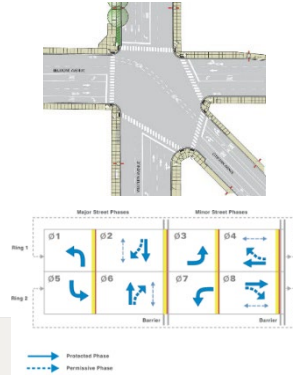 Major Street Phases
Minor Street Phases
Ring 1
Ø1
Ø2
Ø3
Ø4
Ring 2
Ø5
Ø6
Ø7
Ø8
Barrier
Barrier
Protected Phase
Permissive Phase